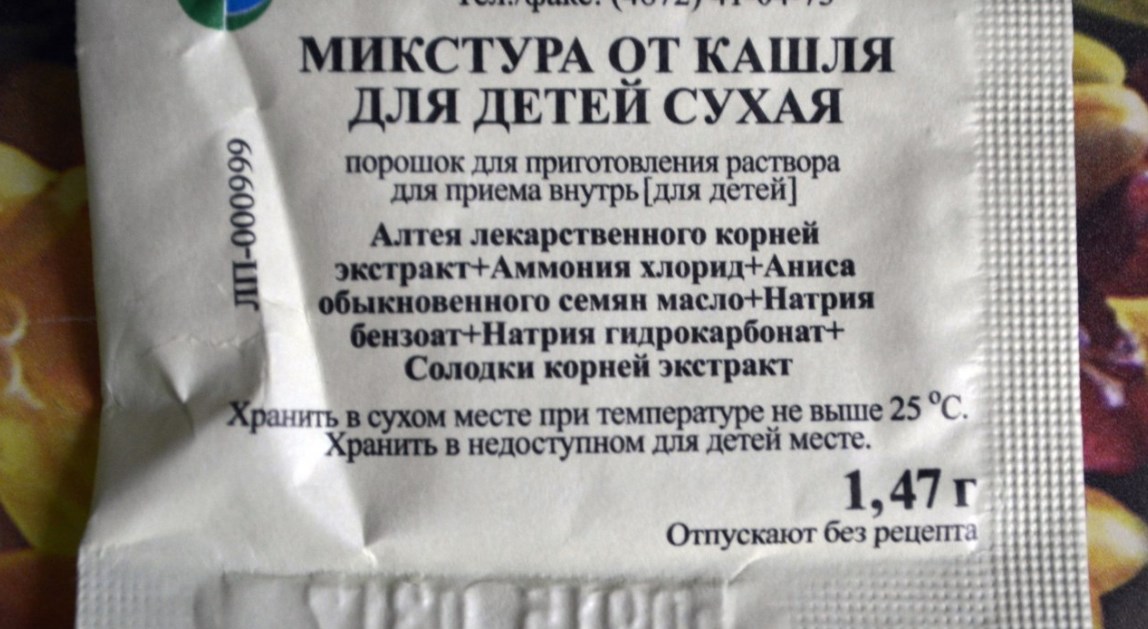 МИКСТУРА ОТ КАШЛЯ
ДЛЯ ДЕТЕЙ СУХАЯ
порошок для приготовления раствора
для приема внутрь [для детей]
Алтея лекарственного корней
экстракт+Аммония хлорид+Аниса
обыкновенного семян масло+Натрия
бензоат+Натрия гидрокарбонат+
Солодки корней экстракт
ЛП-000999
Хранить в сухом месте при температуре не выше 25 °С.
Хранить в недоступном для детей месте.
1,47 г
Отпускают без рецепта